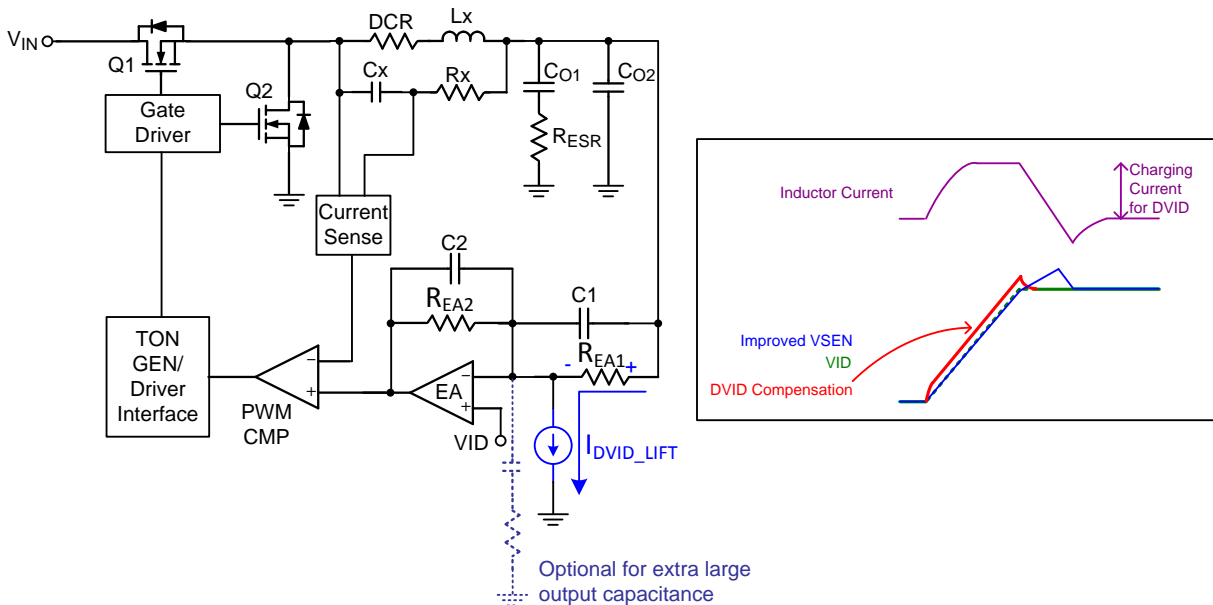 VIN
Q1
Gate
Driver
Q2
DCR
Lx
Cx
Rx
CO1
CO2
RESR
Current
Sense
C2
REA2
C1
-
REA1
+
TON
GEN/
Driver
Interface
−
+
PWM
CMP
EA
−
+
VID
IDVID_LIFT
Optional for extra large
output capacitance
Inductor Current
Charging
Current
for DVID
Improved VSEN
VID
DVID Compensation